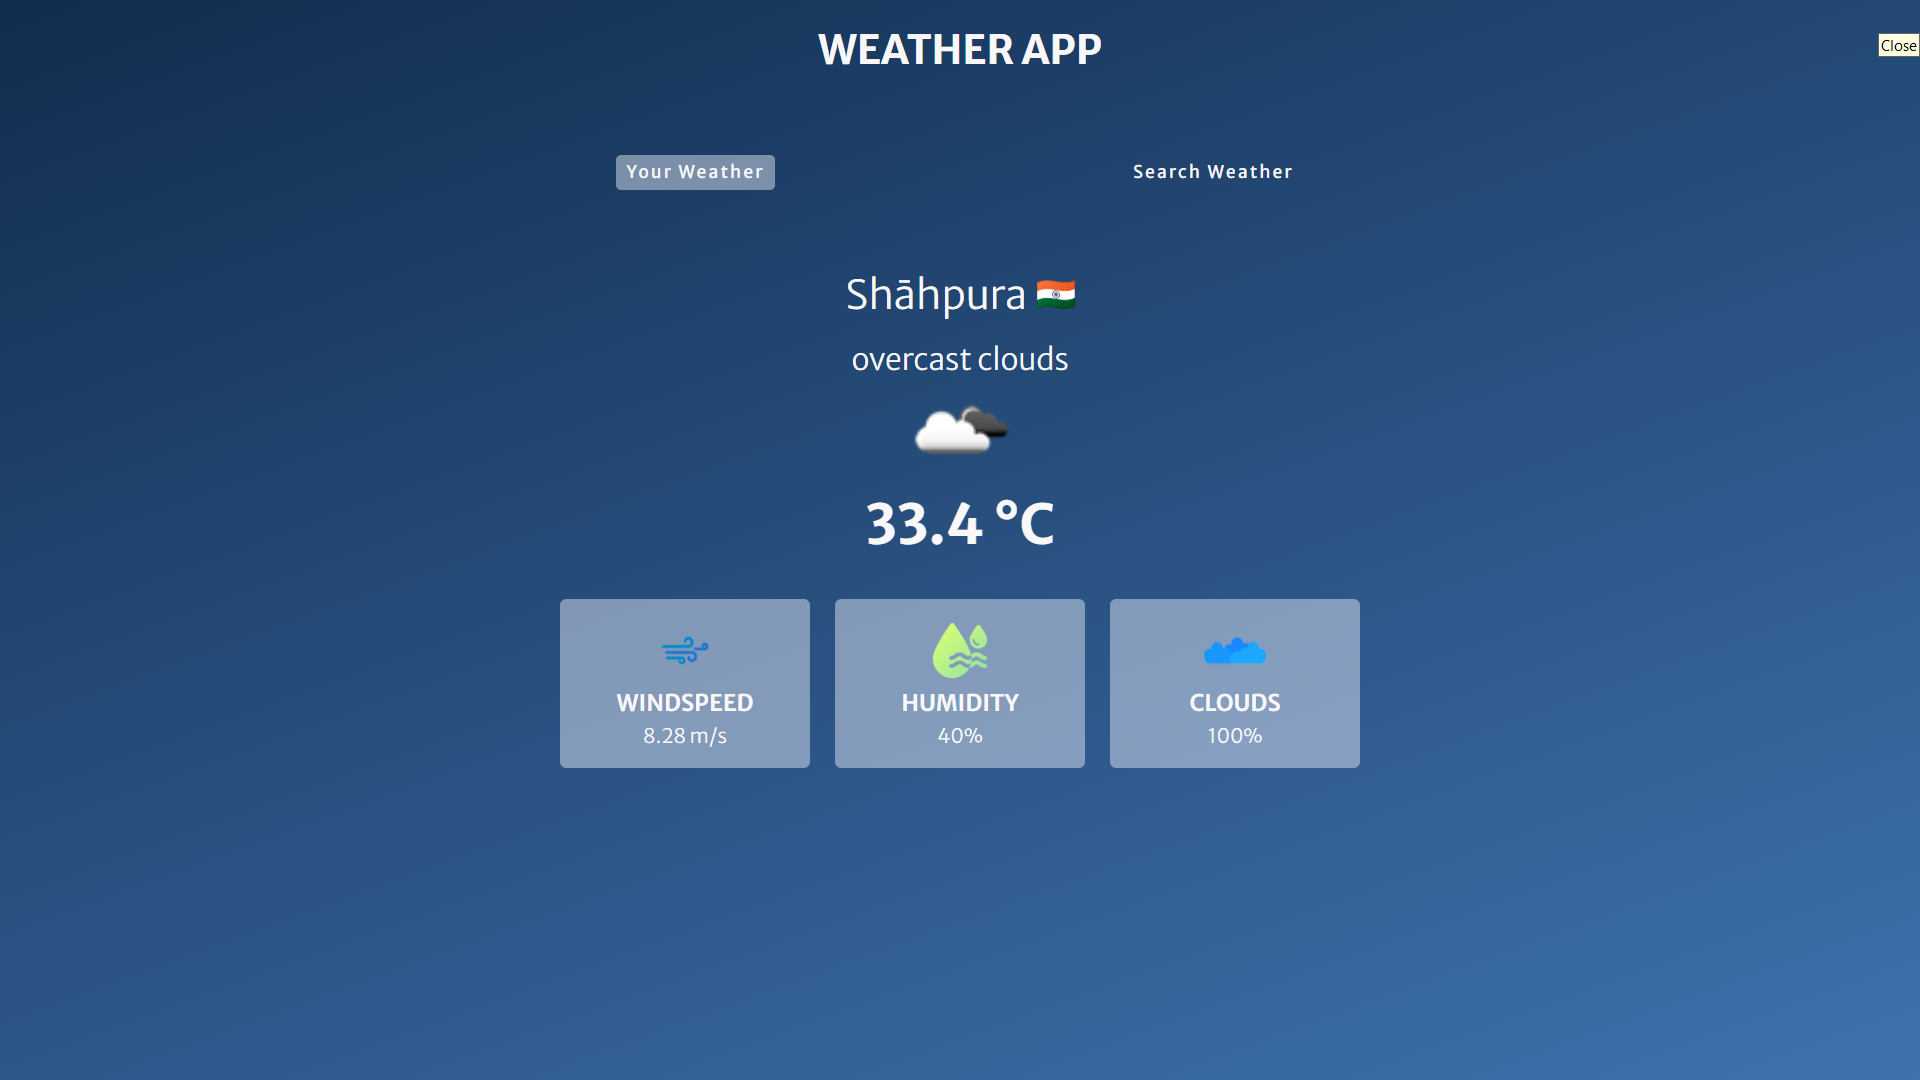 WEATHER APP
Close
Your Weather
Search Weather
Shāhpura
overcast clouds
33.4 °C
WINDSPEED
8.28 m/s
HUMIDITY
40%
CLOUDS
100%